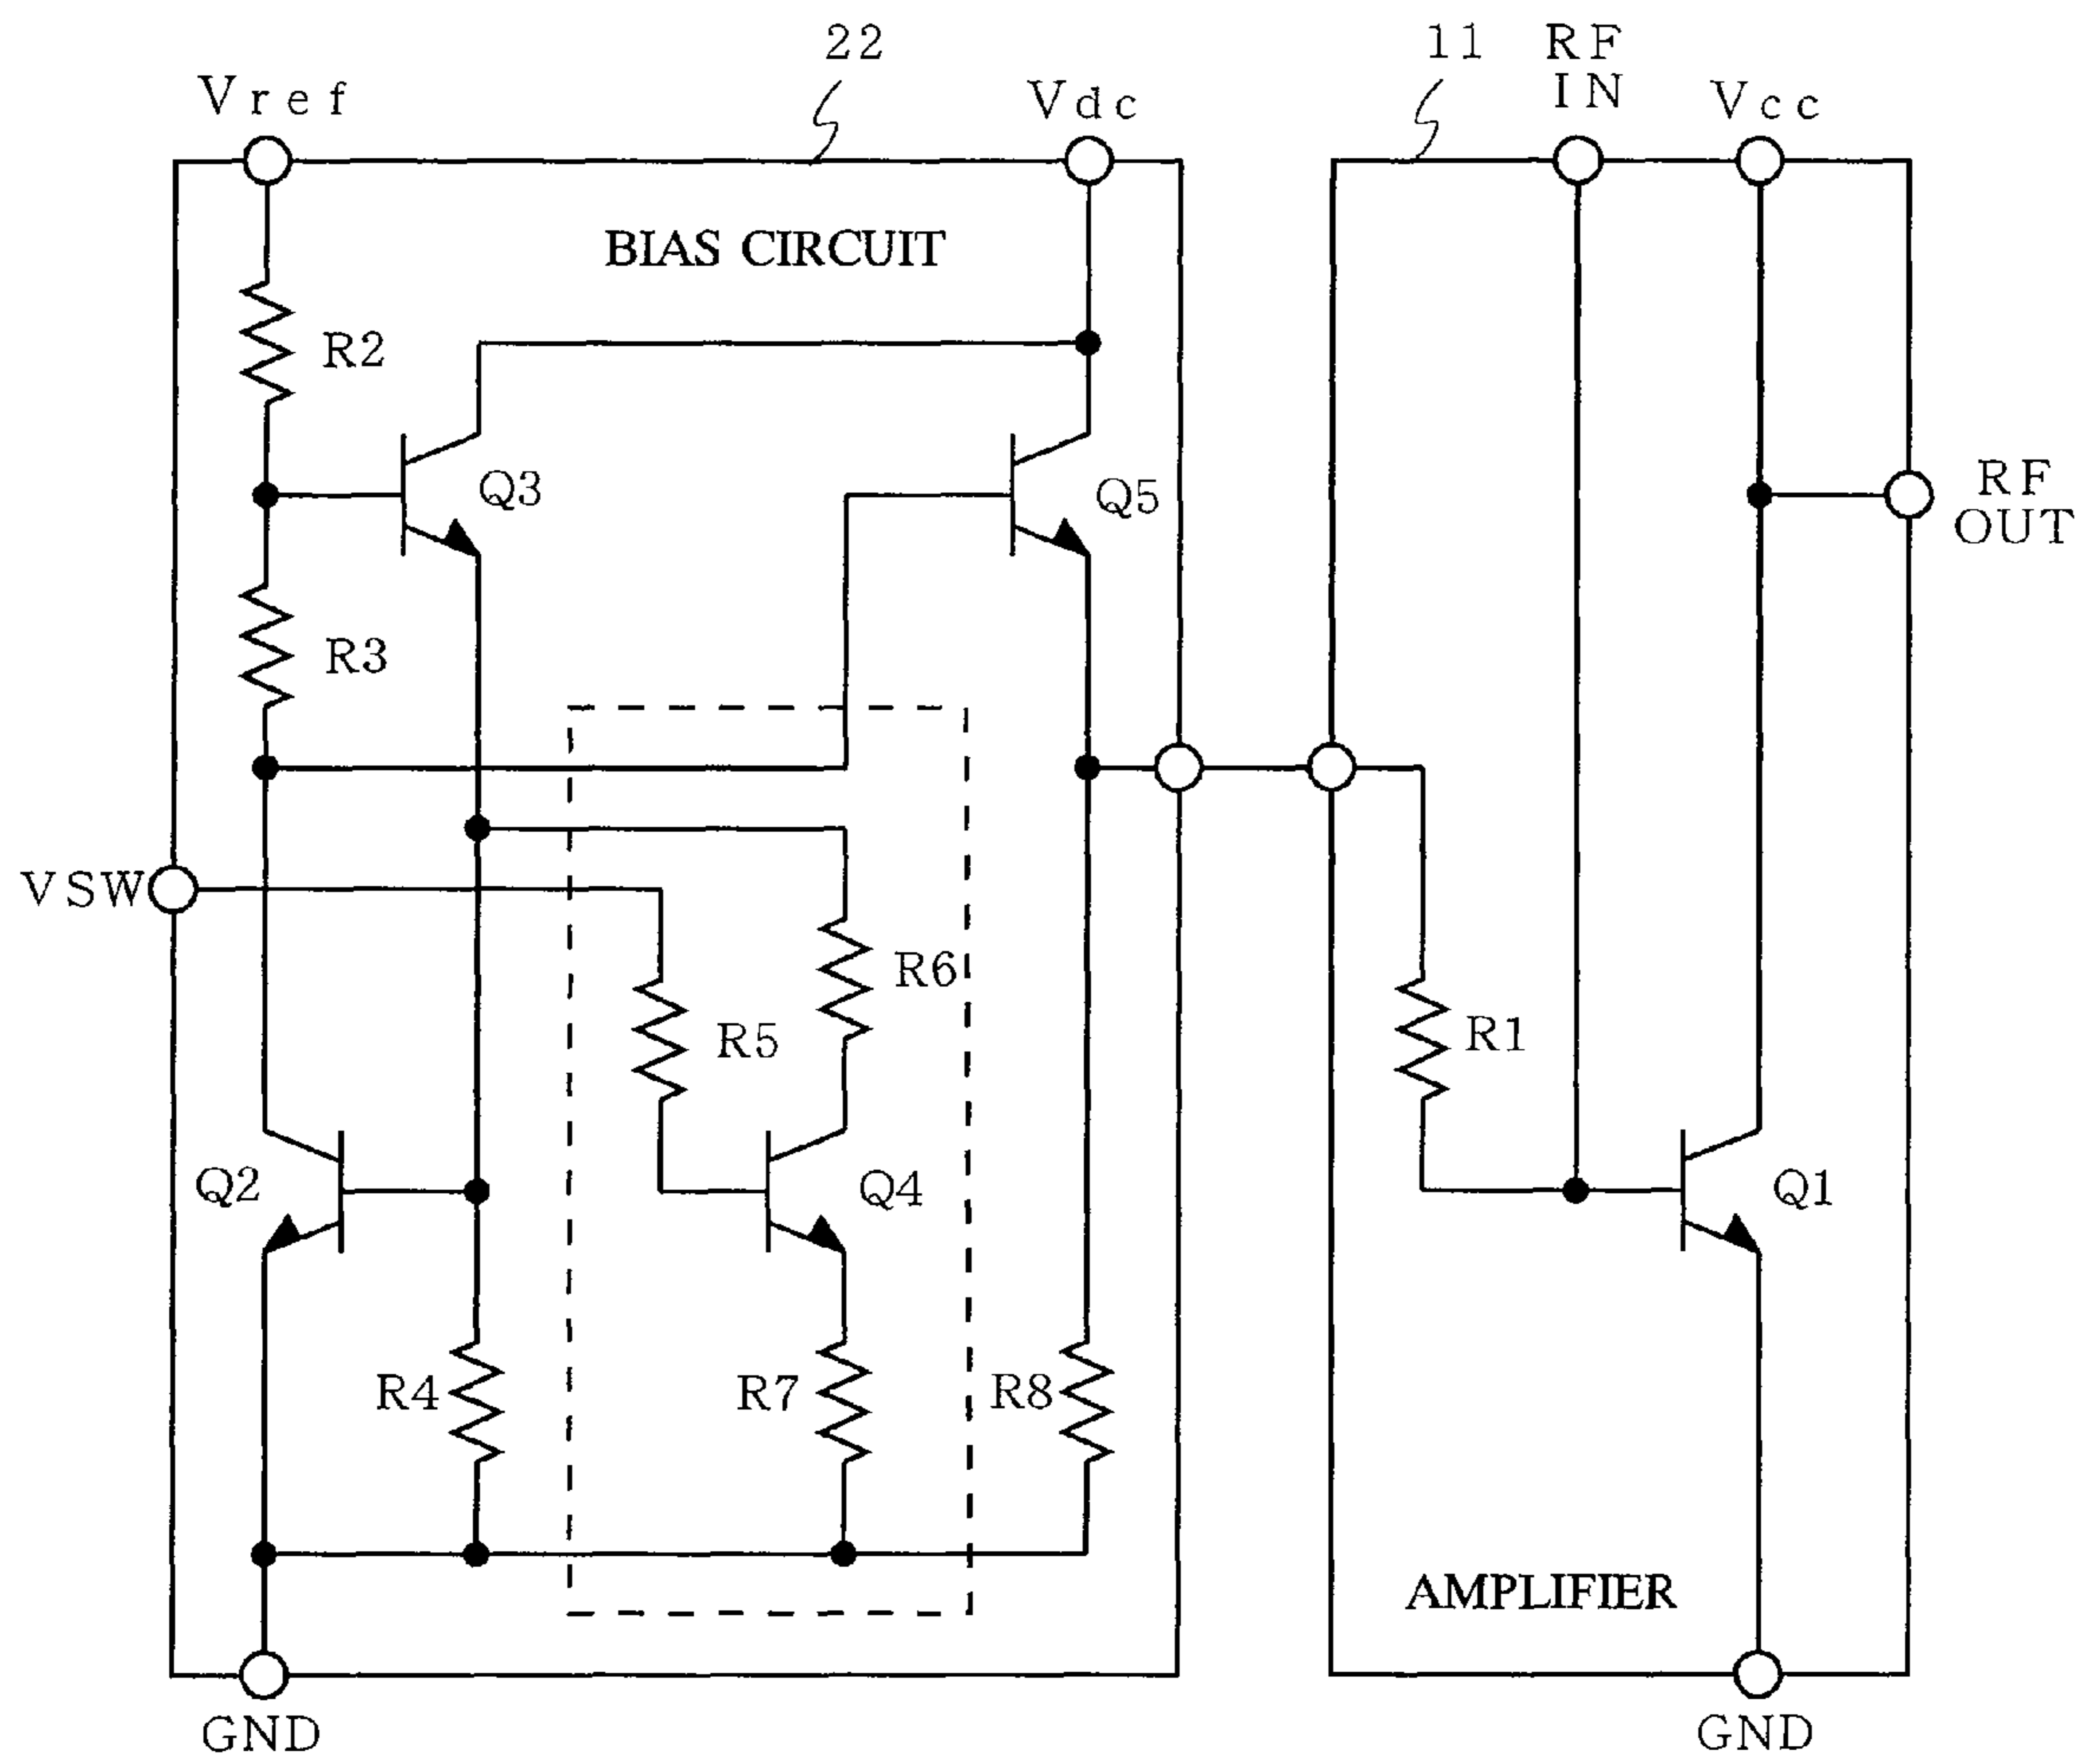 22
11
RF
IN
Vref
Vdc
Vcc
BIAS CIRCUIT
R2
Q3
Q5
RF
OUT
R3
VSW
R6
R5
R1
Q2
Q4
Q1
R4
R7
R8
AMPLIFIER
GND
GND